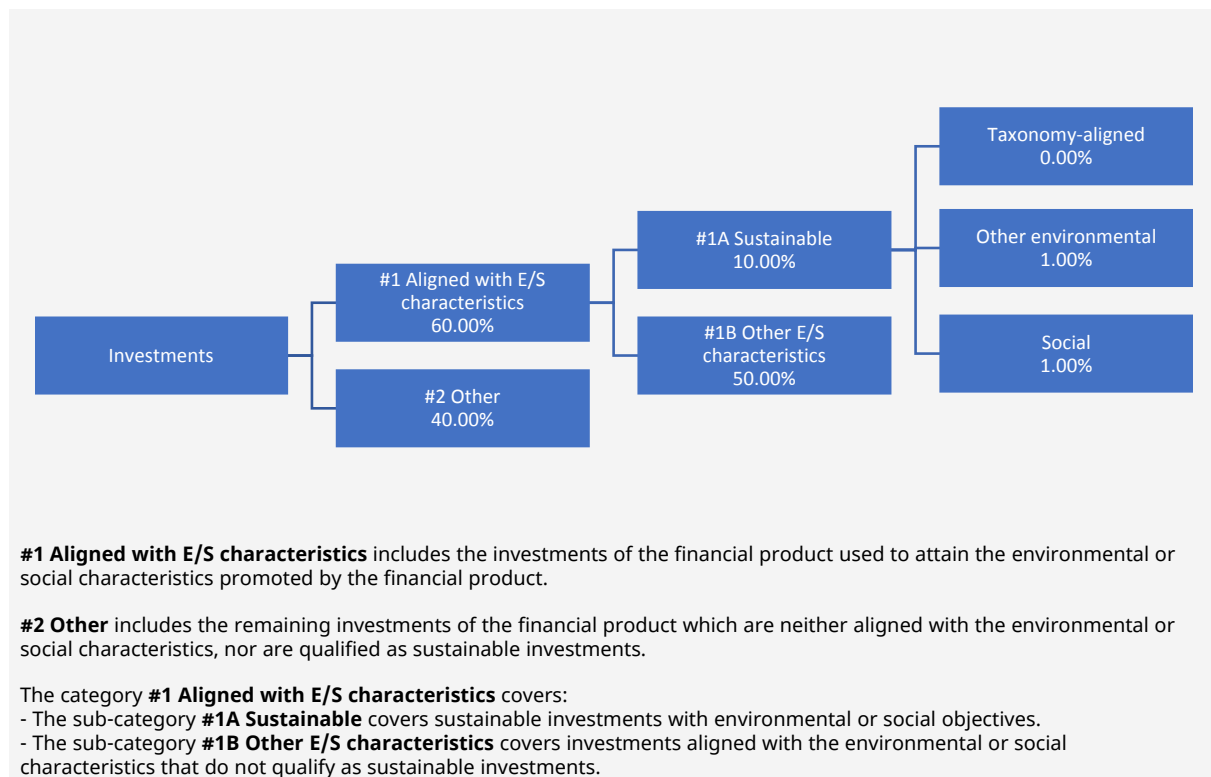 Taxonomy-aligned
0.00%
#1A Sustainable
10.00%
Other environmental
1.00%
#1 Aligned with E/S
characteristics
60.00%
Investments
#1B Other E/S
characteristics
50.00%
Social
1.00%
#2 Other
40.00%
#1 Aligned with E/S characteristics includes the investments of the financial product used to attain the environmental or
social characteristics promoted by the financial product.
#2 Other includes the remaining investments of the financial product which are neither aligned with the environmental or
social characteristics, nor are qualified as sustainable investments.
The category #1 Aligned with E/S characteristics covers:
- The sub-category #1A Sustainable covers sustainable investments with environmental or social objectives.
- The sub-category #1B Other E/S characteristics covers investments aligned with the environmental or social
characteristics that do not qualify as sustainable investments.